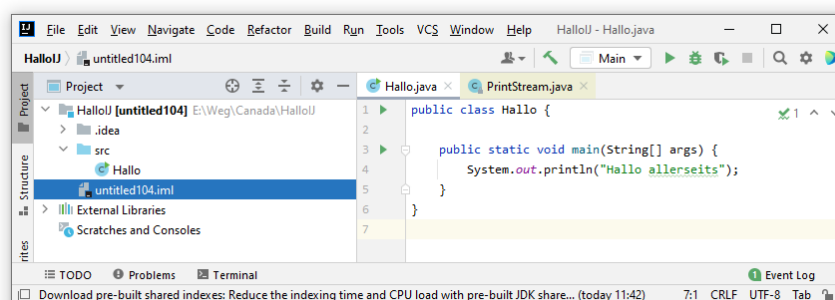 IJ File Edit View Navigate Code Refactor Build Run Tools VCS Window Help HalloIJ - Hallo.java
HalloIJ untitled104.iml Main
Project Project Hallo.java PrintStream.java
HalloIJ [untitled104] E:\Weg\Canada\HalloIJ
.idea
src
Hallo
untitled104.iml
External Libraries
Scratches and Consoles
Structure
1 public class Hallo {
2
3 public static void main(String[] args) {
4 System.out.println("Hallo allerseits");
5 }
6 }
7
1
TODO Problems Terminal Event Log
1
Download pre-built shared indexes: Reduce the indexing time and CPU load with pre-built JDK share... (today 11:42) 7:1 CRLF UTF-8 Tab